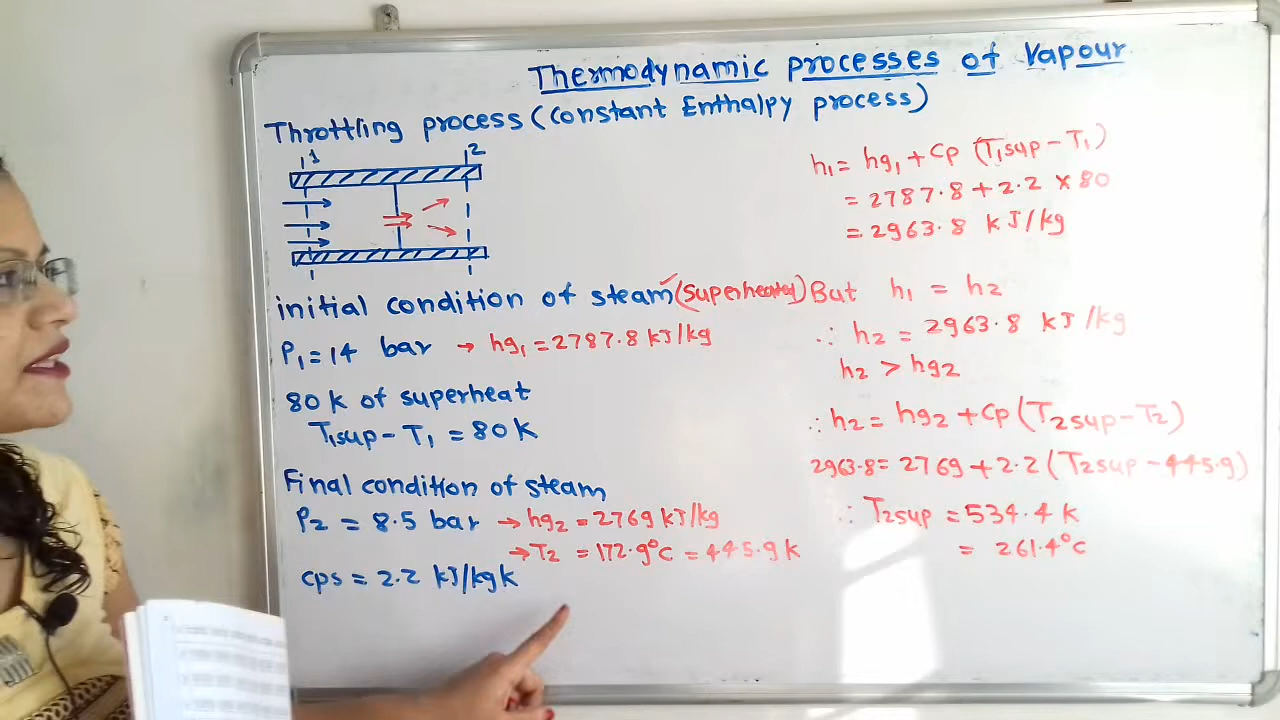 Thermodynamic processes of Vapour
Throttling process (Constant Enthalpy process)
1 2
initial condition of steam (superheated)
P₁ = 14 bar → hg₁ = 2787.8 kJ/kg
80 K of superheat
T₁sup - T₁ = 80 K
Final condition of steam
P₂ = 8.5 bar → hg₂ = 2769 kJ/kg
→ T₂ = 172.9°C = 445.9 K
Cps = 2.2 kJ/kg K
h₁ = hg₁ + Cp (T₁sup - T₁)
= 2787.8 + 2.2 × 80
= 2963.8 kJ/kg
But h₁ = h₂
∴ h₂ = 2963.8 kJ/kg
h₂ > hg₂
∴ h₂ = hg₂ + Cp (T₂sup - T₂)
2963.8 = 2769 + 2.2 (T₂sup - 445.9)
∴ T₂sup = 534.4 K
= 261.4°C